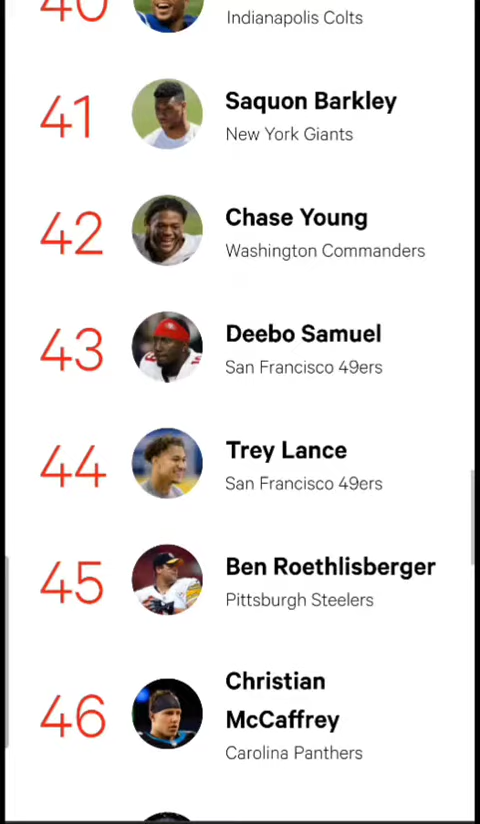 40
Indianapolis Colts
41
Saquon Barkley
New York Giants
42
Chase Young
Washington Commanders
43
Deebo Samuel
San Francisco 49ers
44
Trey Lance
San Francisco 49ers
45
Ben Roethlisberger
Pittsburgh Steelers
46
Christian
McCaffrey
Carolina Panthers